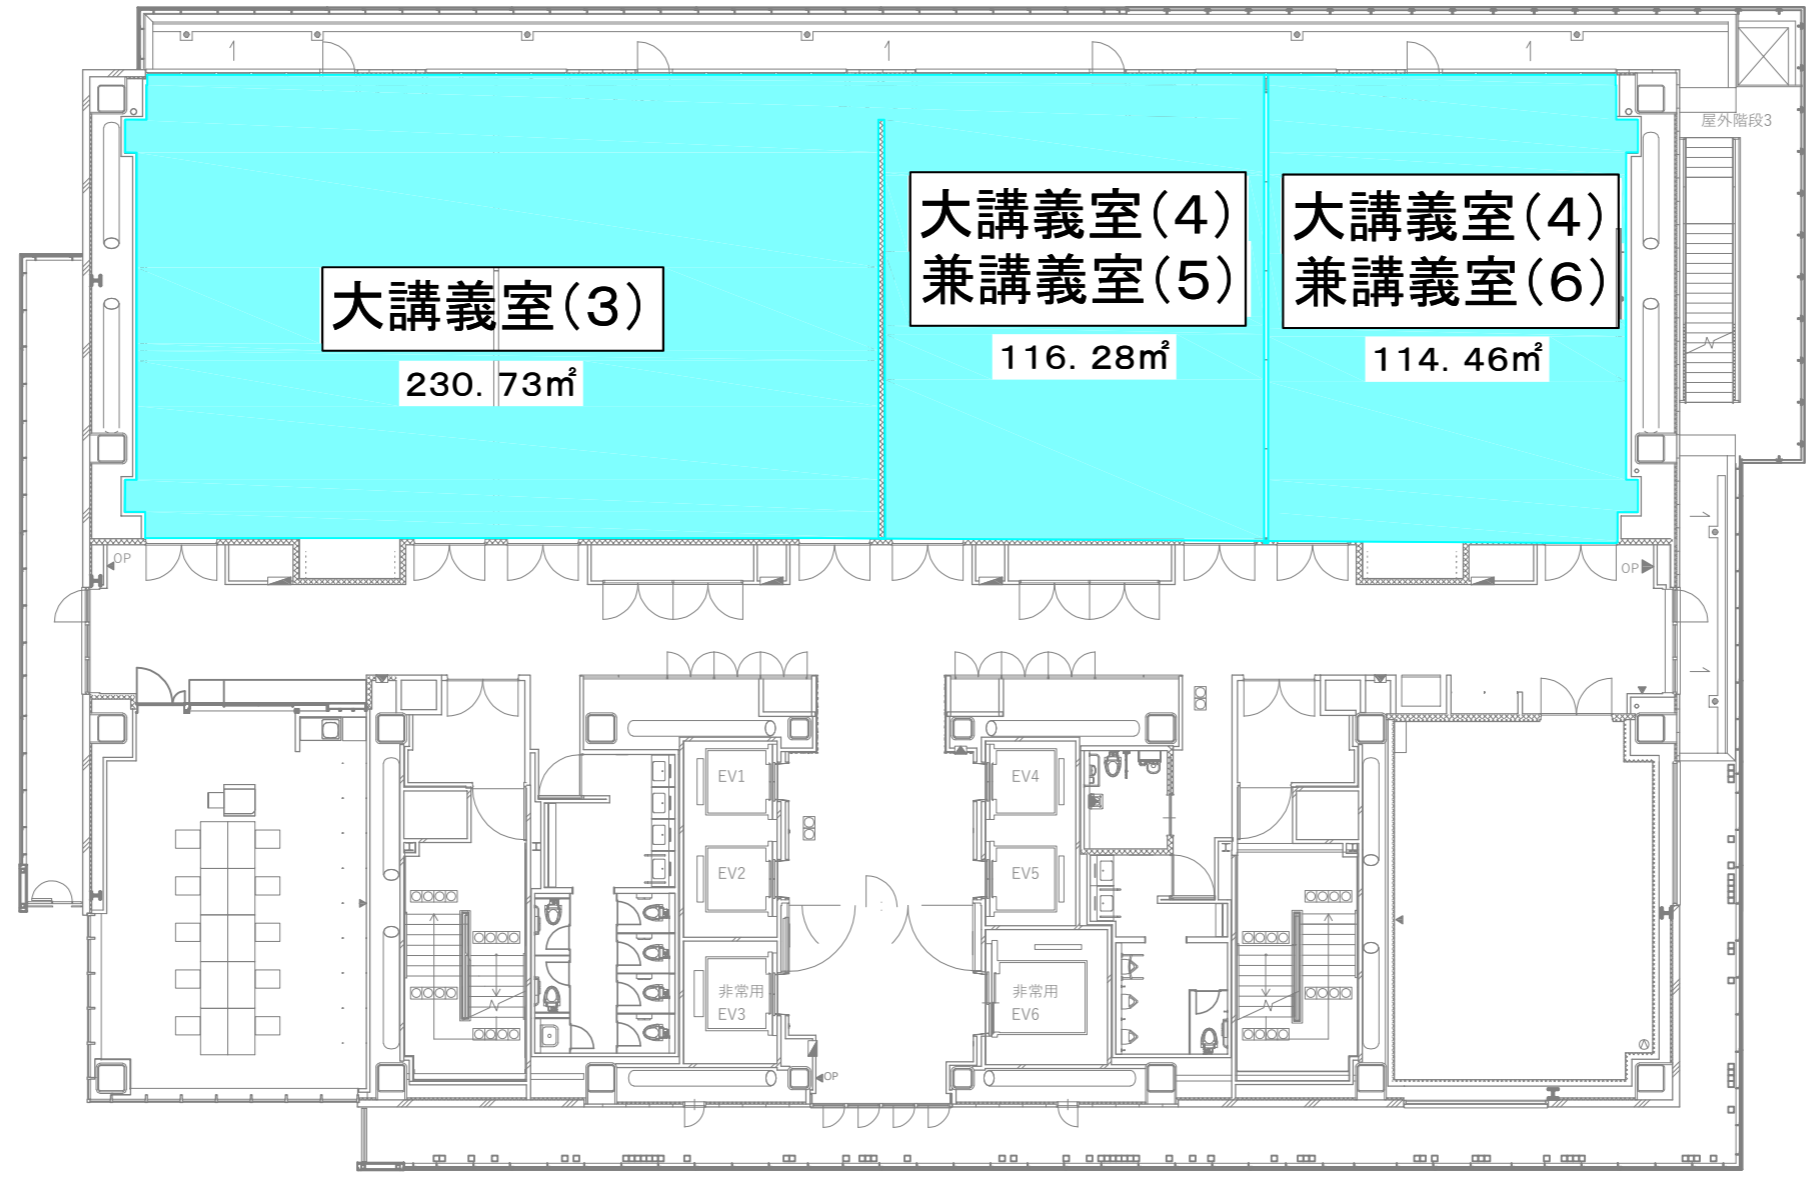 屋外階段3
大講義室(3)
230. 73㎡
大講義室(4)
兼講義室(5)
116. 28㎡
大講義室(4)
兼講義室(6)
114. 46㎡
OP
OP
EV1
EV4
EV2
EV5
非常用
EV3
非常用
EV6
OP